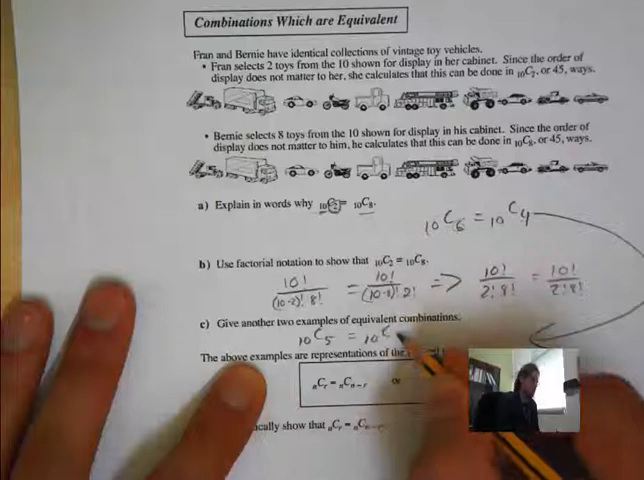 Combinations Which are Equivalent
Fran and Bernie have identical collections of vintage toy vehicles.
• Fran selects 2 toys from the 10 shown for display in her cabinet. Since the order of
display does not matter to her, she calculates that this can be done in ₁₀C₂, or 45, ways.
• Bernie selects 8 toys from the 10 shown for display in his cabinet. Since the order of
display does not matter to him, he calculates that this can be done in ₁₀C₈, or 45, ways.
a) Explain in words why ₁₀C₂ = ₁₀C₈.
₁₀C₆ = ₁₀C₄
b) Use factorial notation to show that ₁₀C₂ = ₁₀C₈.
10!/(10-2)! 8! = 10!/(10-8)! 2! => 10!/2! 8! = 10!/2! 8!
c) Give another two examples of equivalent combinations.
₁₀C₅ = ₁₀C
The above examples are representations of the
ₙCᵣ = ₙCₙ₋ᵣ or
ically show that ₙCᵣ = ₙCₙ₋ᵣ